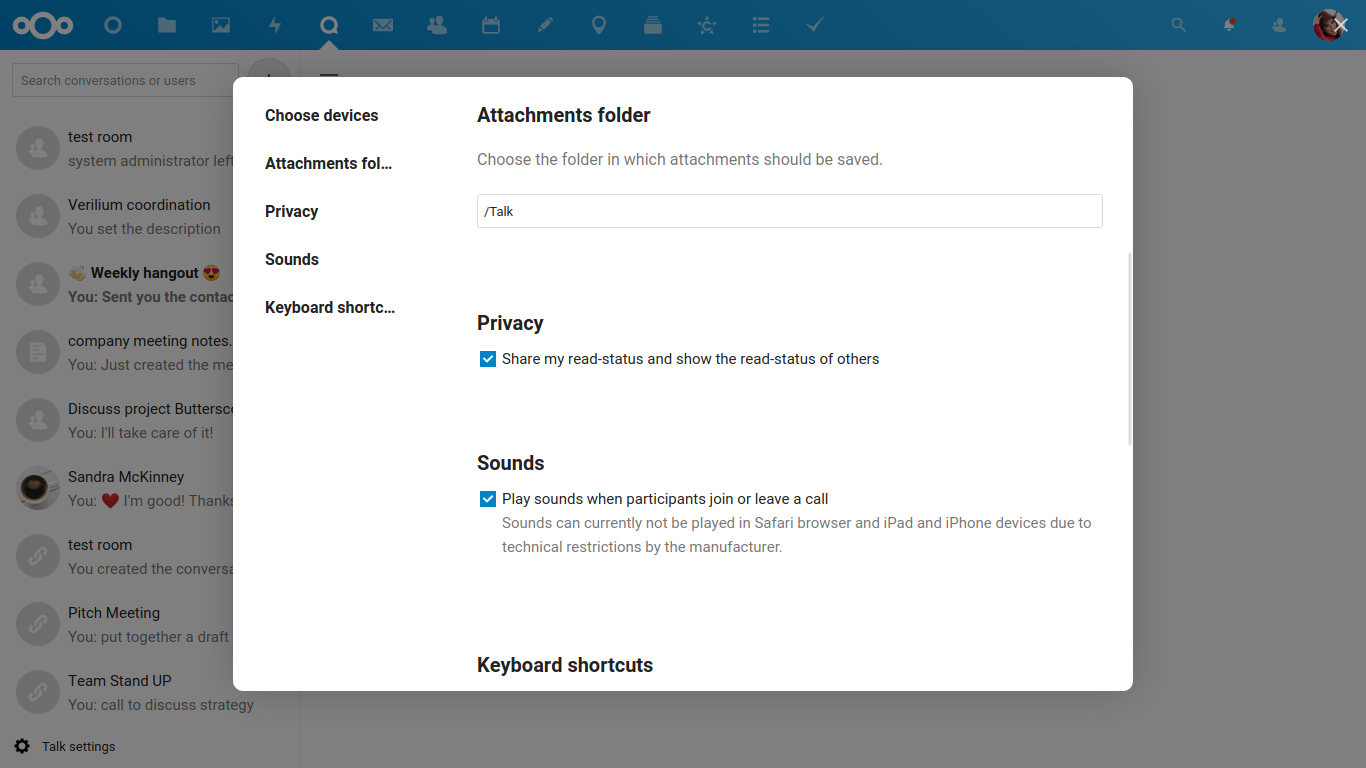 Search conversations or users
test room
system administrator left
Verilium coordination
You set the description
🍻 Weekly hangout 😍
You: Sent you the contac
company meeting notes.
You: Just created the me
Discuss project Buttersco
You: I'll take care of it!
Sandra McKinney
You: ❤️ I'm good! Thanks
test room
You created the conversa
Pitch Meeting
You: put together a draft
Team Stand UP
You: call to discuss strategy
Talk settings
Choose devices
Attachments fol...
Privacy
Sounds
Keyboard shortc...
Attachments folder
Choose the folder in which attachments should be saved.
/Talk
Privacy
Share my read-status and show the read-status of others
Sounds
Play sounds when participants join or leave a call
Sounds can currently not be played in Safari browser and iPad and iPhone devices due to
technical restrictions by the manufacturer.
Keyboard shortcuts